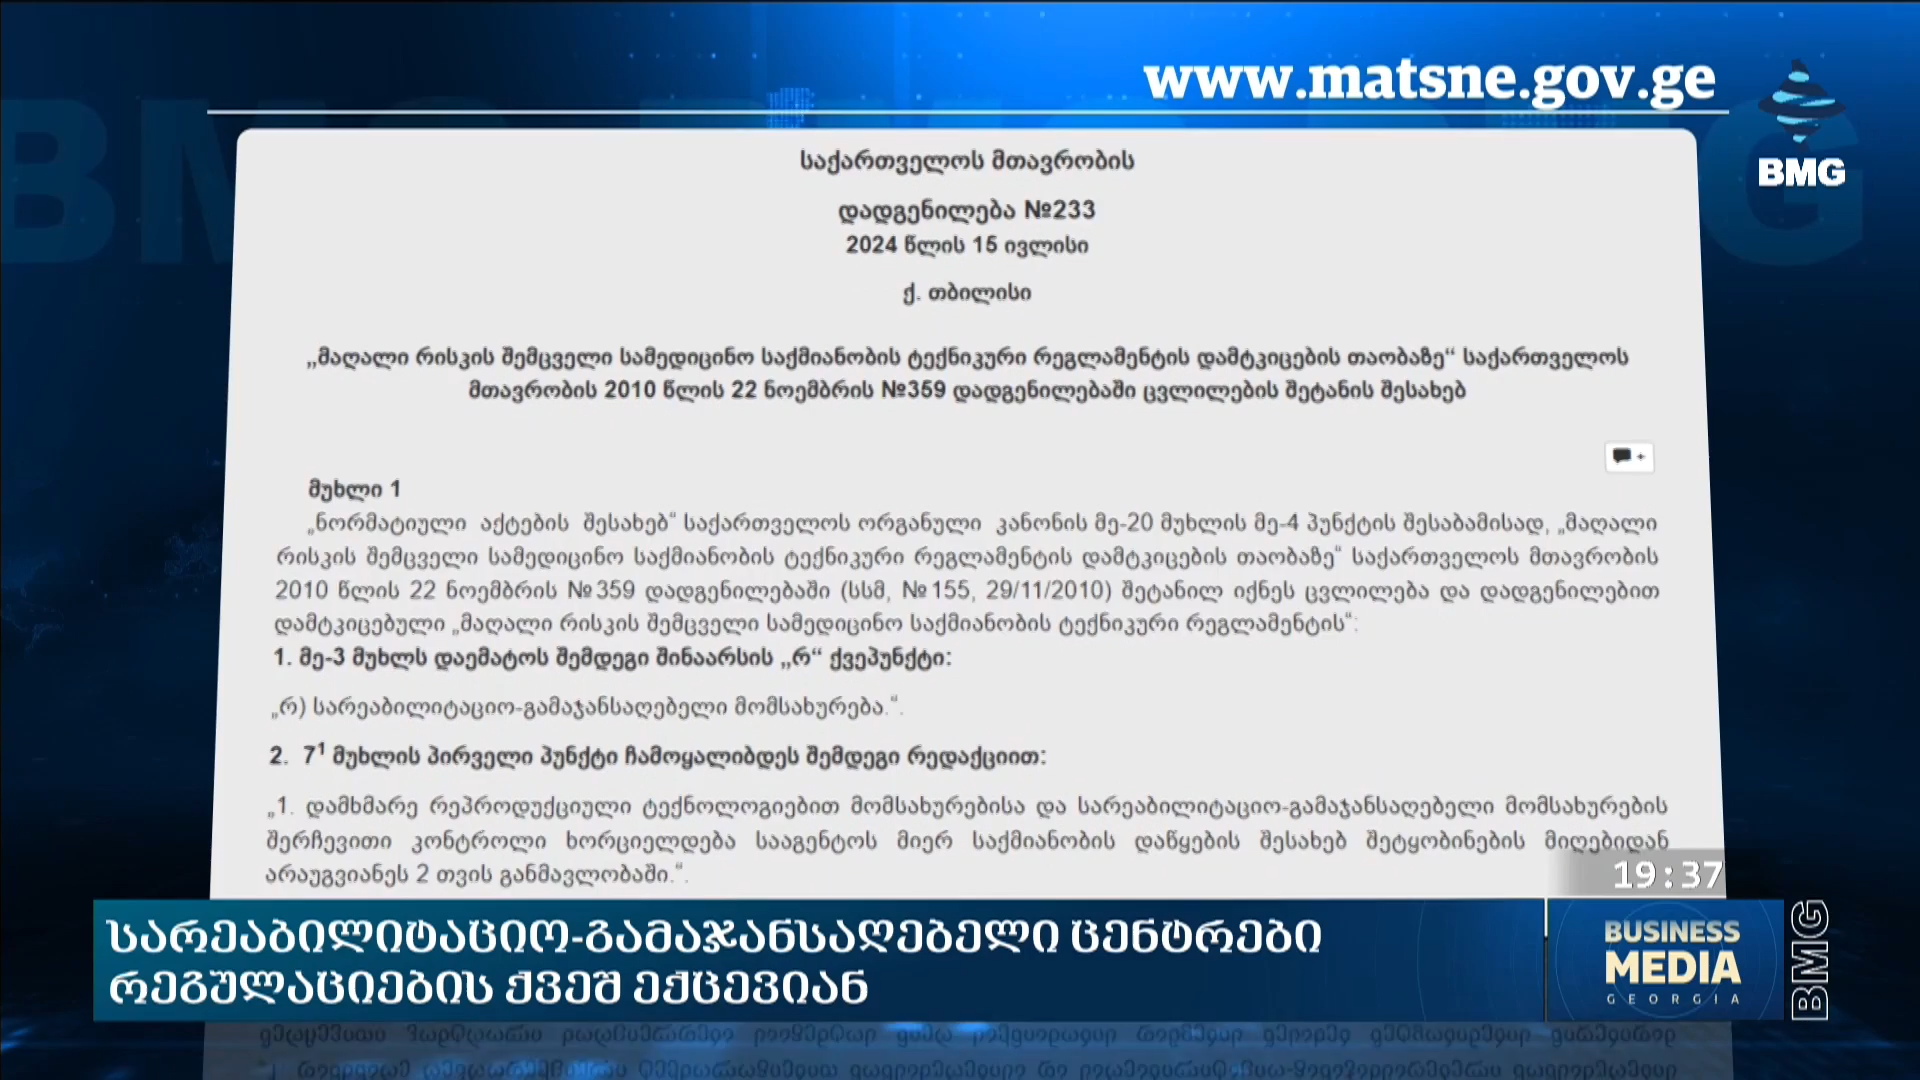 www.matsne.gov.ge
BMG
საქართველოს მთავრობის
დადგენილება №233
2024 წლის 15 ივლისი
ქ. თბილისი
„მაღალი რისკის შემცველი სამედიცინო საქმიანობის ტექნიკური რეგლამენტის დამტკიცების თაობაზე“ საქართველოს
მთავრობის 2010 წლის 22 ნოემბრის №359 დადგენილებაში ცვლილების შეტანის შესახებ
მუხლი 1
„ნორმატიული აქტების შესახებ“ საქართველოს ორგანული კანონის მე-20 მუხლის მე-4 პუნქტის შესაბამისად, „მაღალი
რისკის შემცველი სამედიცინო საქმიანობის ტექნიკური რეგლამენტის დამტკიცების თაობაზე“ საქართველოს მთავრობის
2010 წლის 22 ნოემბრის №359 დადგენილებაში (სსმ, №155, 29/11/2010) შეტანილ იქნეს ცვლილება და დადგენილებით
დამტკიცებული „მაღალი რისკის შემცველი სამედიცინო საქმიანობის ტექნიკური რეგლამენტის“:
1. მე-3 მუხლს დაემატოს შემდეგი შინაარსის „რ“ ქვეპუნქტი:
„რ) სარეაბილიტაციო-გამაჯანსაღებელი მომსახურება.“.
2. 7¹ მუხლის პირველი პუნქტი ჩამოყალიბდეს შემდეგი რედაქციით:
„1. დამხმარე რეპროდუქციული ტექნოლოგიებით მომსახურებისა და სარეაბილიტაციო-გამაჯანსაღებელი მომსახურების
შერჩევითი კონტროლი ხორციელდება სააგენტოს მიერ საქმიანობის დაწყების შესახებ შეტყობინების მიღებიდან
არაუგვიანეს 2 თვის განმავლობაში.“.
19:37
სარეაბილიტაციო-გამაჯანსაღებელი ცენტრები
რეგულაციების ქვეშ ექცევიან
BUSINESS
MEDIA
GEORGIA
BMG